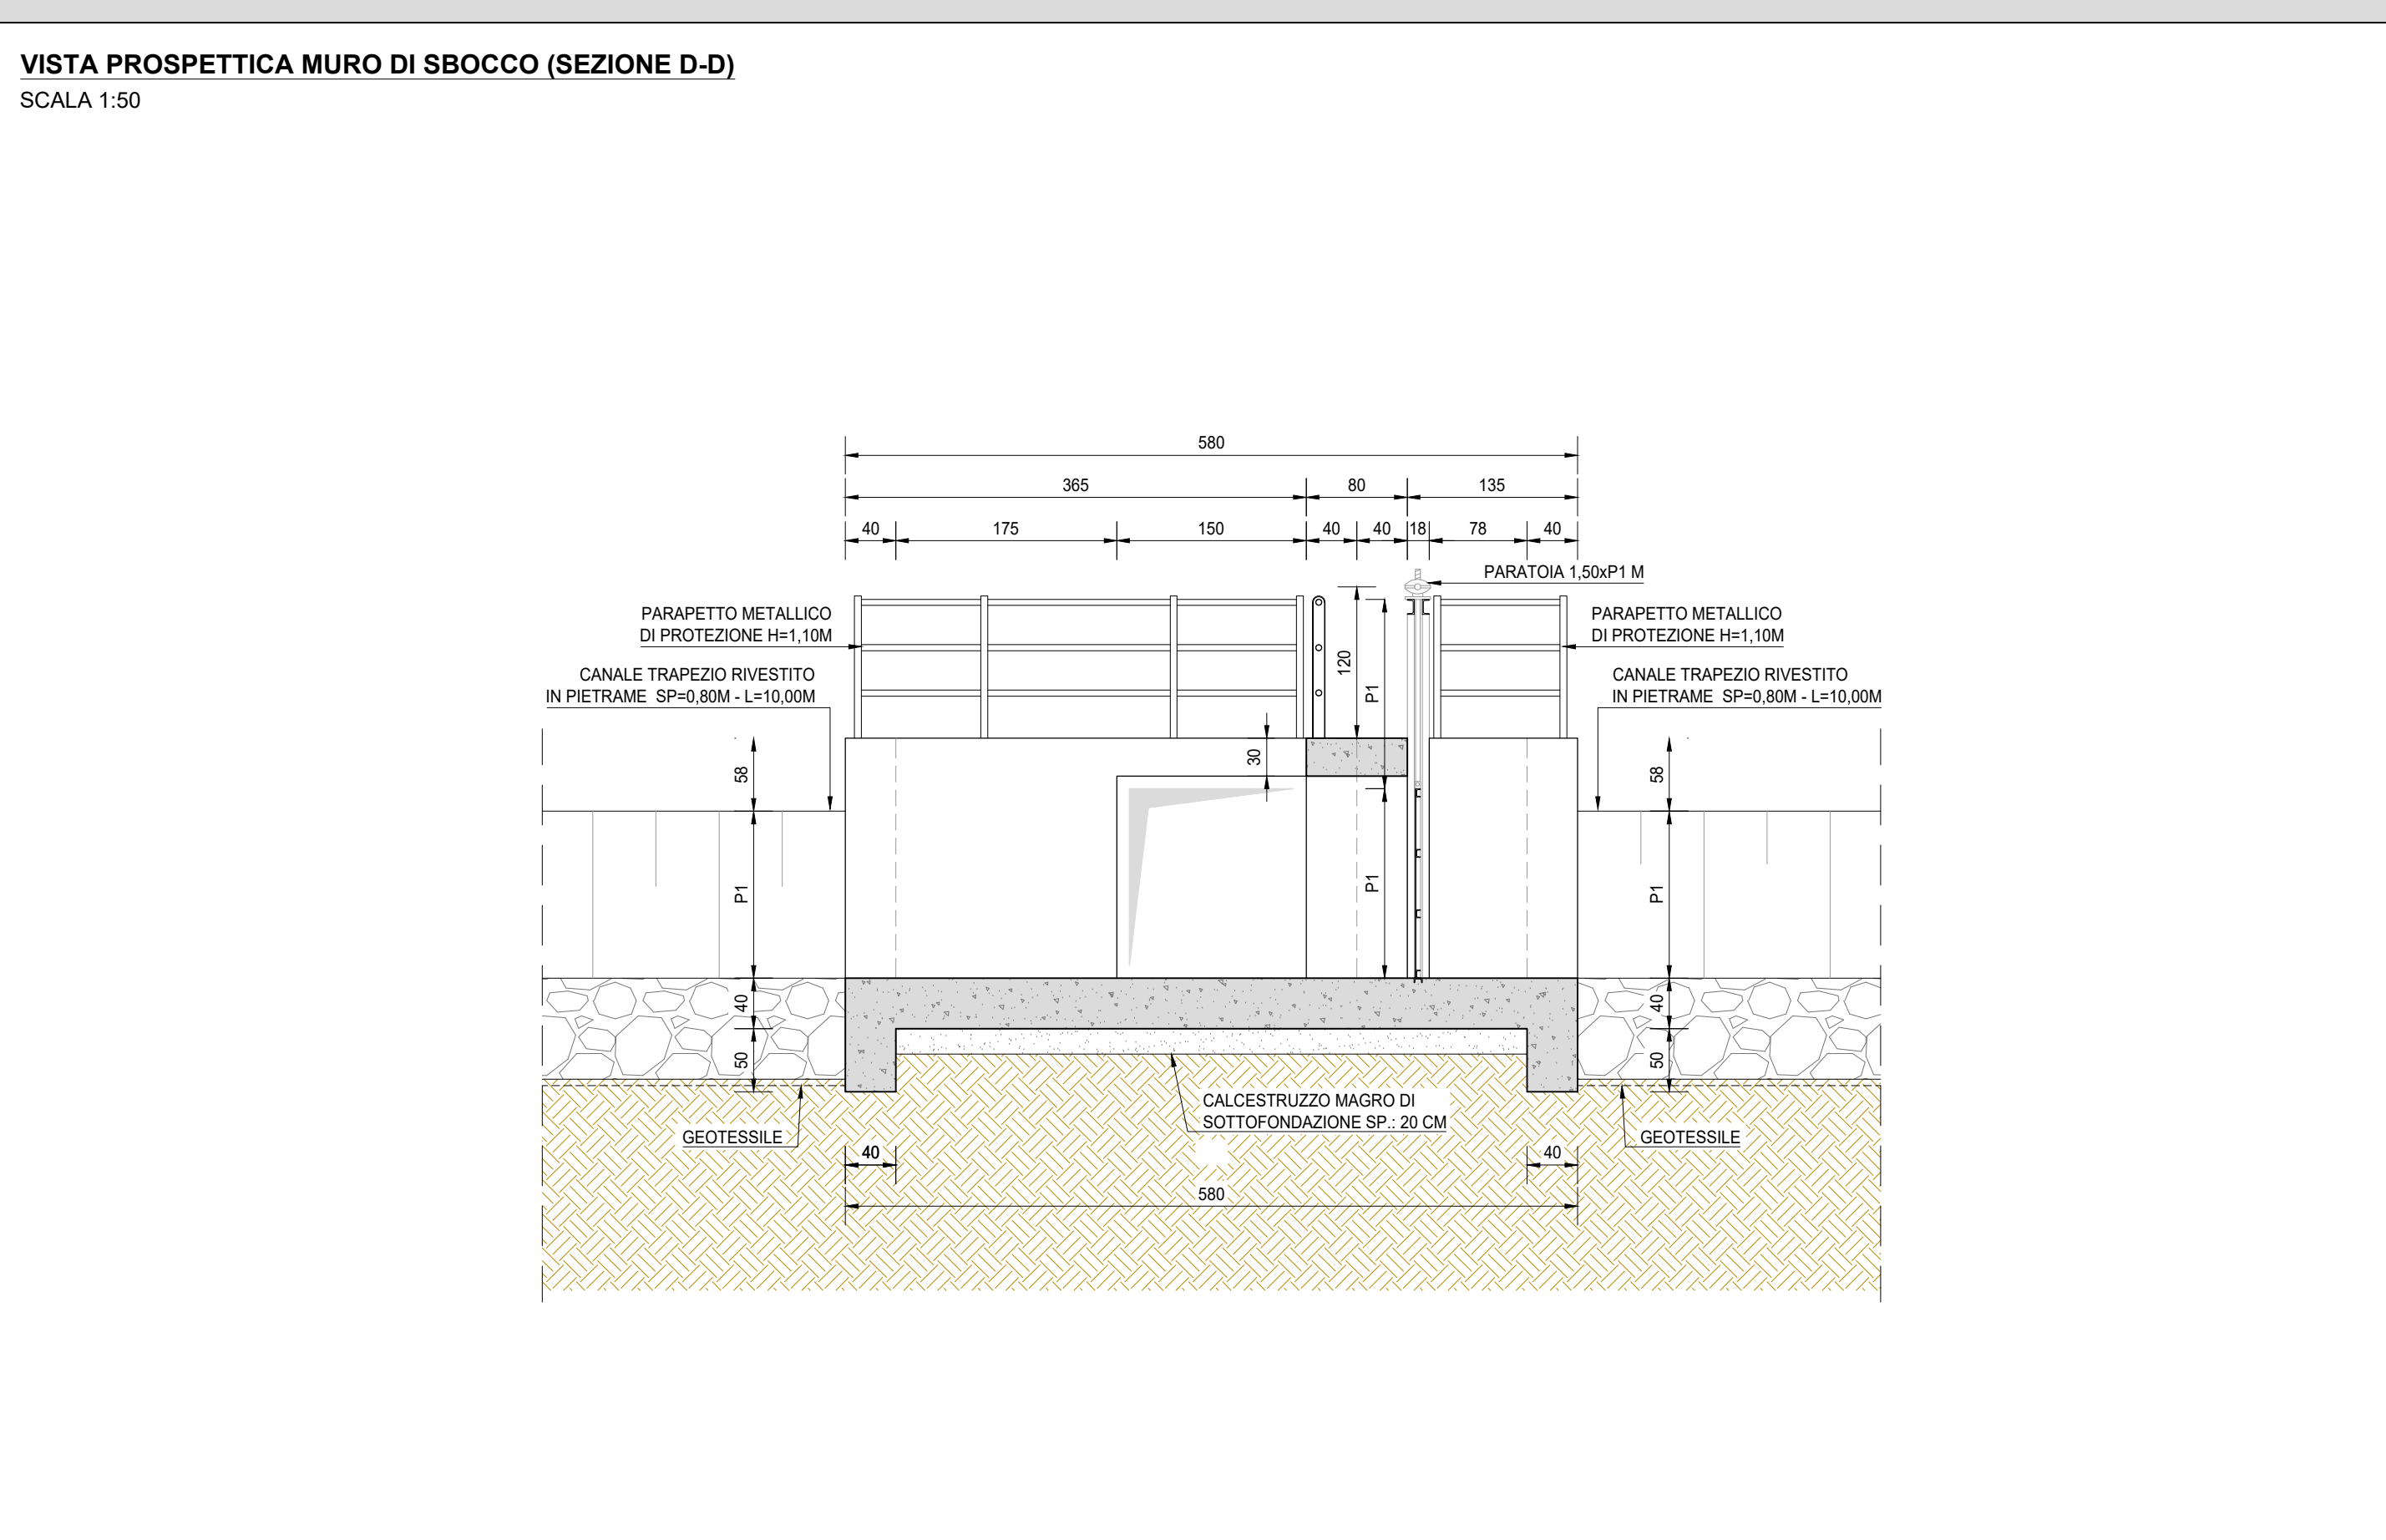 VISTA PROSPETTICA MURO DI SBOCCO (SEZIONE D-D)
SCALA 1:50
580
365 80 135
40 175 150 40 40 18 78 40
PARATOIA 1,50xP1 M
PARAPETTO METALLICO
DI PROTEZIONE H=1,10M
PARAPETTO METALLICO
DI PROTEZIONE H=1,10M
120
P1
CANALE TRAPEZIO RIVESTITO
IN PIETRAME SP=0,80M - L=10,00M
CANALE TRAPEZIO RIVESTITO
IN PIETRAME SP=0,80M - L=10,00M
58
30
58
P1
P1
P1
40
40
50
50
CALCESTRUZZO MAGRO DI
SOTTOFONDAZIONE SP.: 20 CM
GEOTESSILE
GEOTESSILE
40
40
580